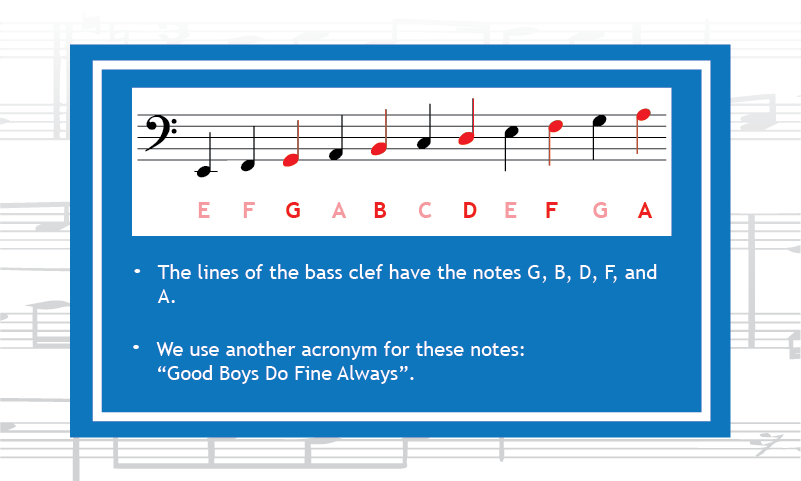 E F G A B C D E F G A
• The lines of the bass clef have the notes G, B, D, F, and
A.
• We use another acronym for these notes:
“Good Boys Do Fine Always”.